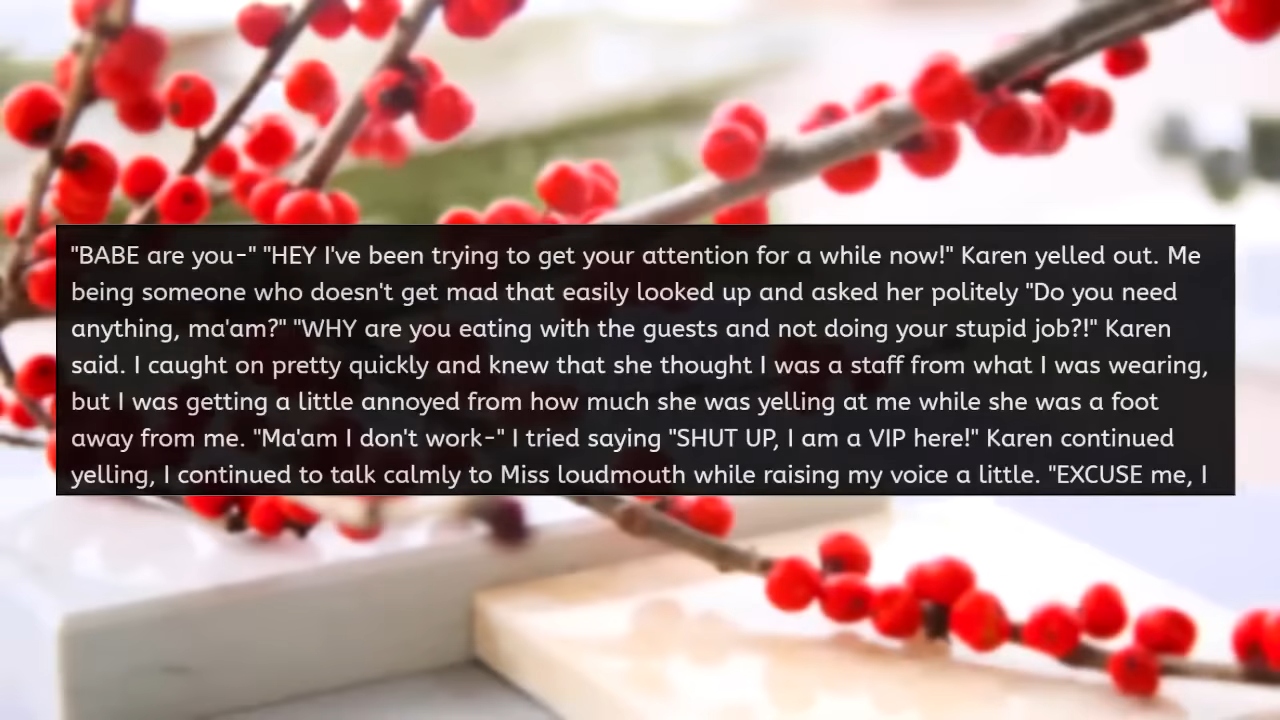 "BABE are you-" "HEY I've been trying to get your attention for a while now!" Karen yelled out. Me
being someone who doesn't get mad that easily looked up and asked her politely "Do you need
anything, ma'am?" "WHY are you eating with the guests and not doing your stupid job?!" Karen
said. I caught on pretty quickly and knew that she thought I was a staff from what I was wearing,
but I was getting a little annoyed from how much she was yelling at me while she was a foot
away from me. "Ma'am I don't work-" I tried saying "SHUT UP, I am a VIP here!" Karen continued
yelling, I continued to talk calmly to Miss loudmouth while raising my voice a little. "EXCUSE me, I